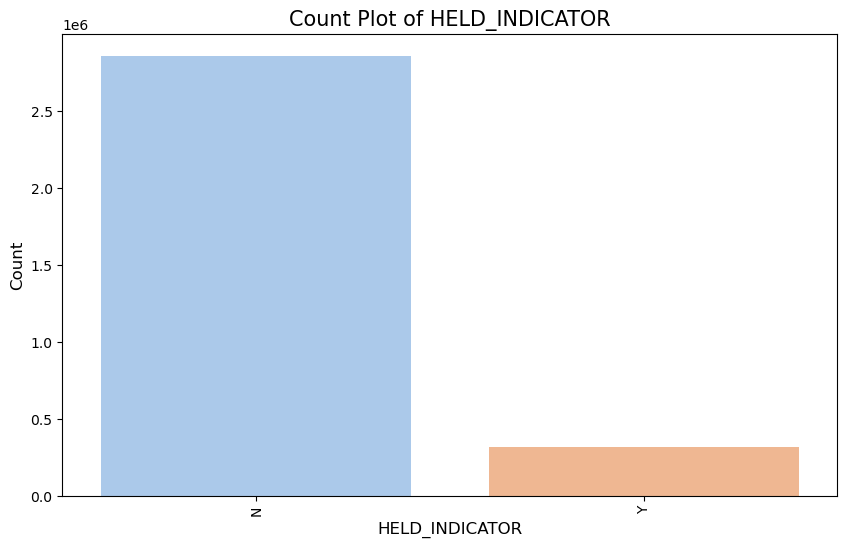 Count Plot of HELD_INDICATOR
1e6
2.5
2.0
1.5
1.0
0.5
0.0
Count
N
Y
HELD_INDICATOR